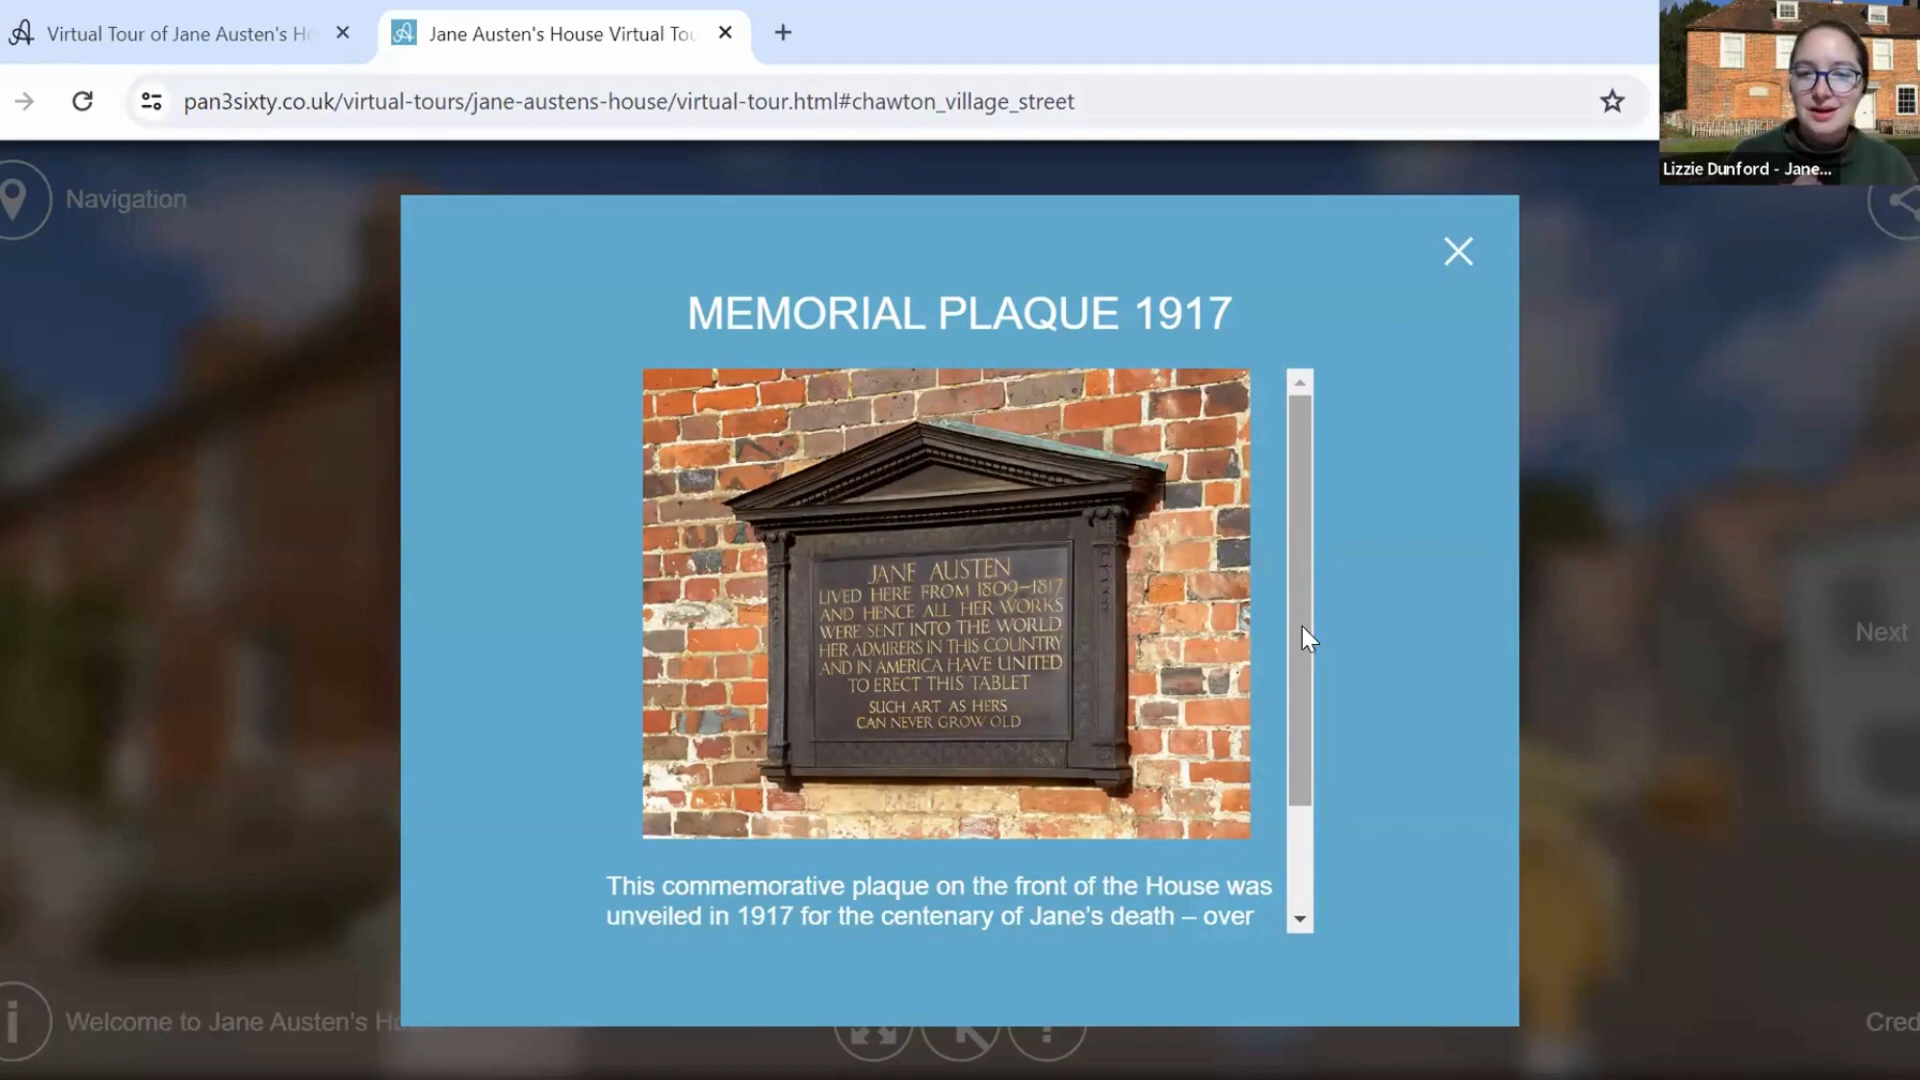 Virtual Tour of Jane Austen's Ho
Jane Austen's House Virtual Tou
pan3sixty.co.uk/virtual-tours/jane-austens-house/virtual-tour.html#chawton_village_street
Lizzie Dunford - Jane...
Navigation
MEMORIAL PLAQUE 1917
JANE AUSTEN
LIVED HERE FROM 1809–1817
AND HENCE ALL HER WORKS
WERE SENT INTO THE WORLD
HER ADMIRERS IN THIS COUNTRY
AND IN AMERICA HAVE UNITED
TO ERECT THIS TABLET
SUCH ART AS HERS
CAN NEVER GROW OLD
Next
This commemorative plaque on the front of the House was
unveiled in 1917 for the centenary of Jane's death – over
Welcome to Jane Austen's Ho
Cred